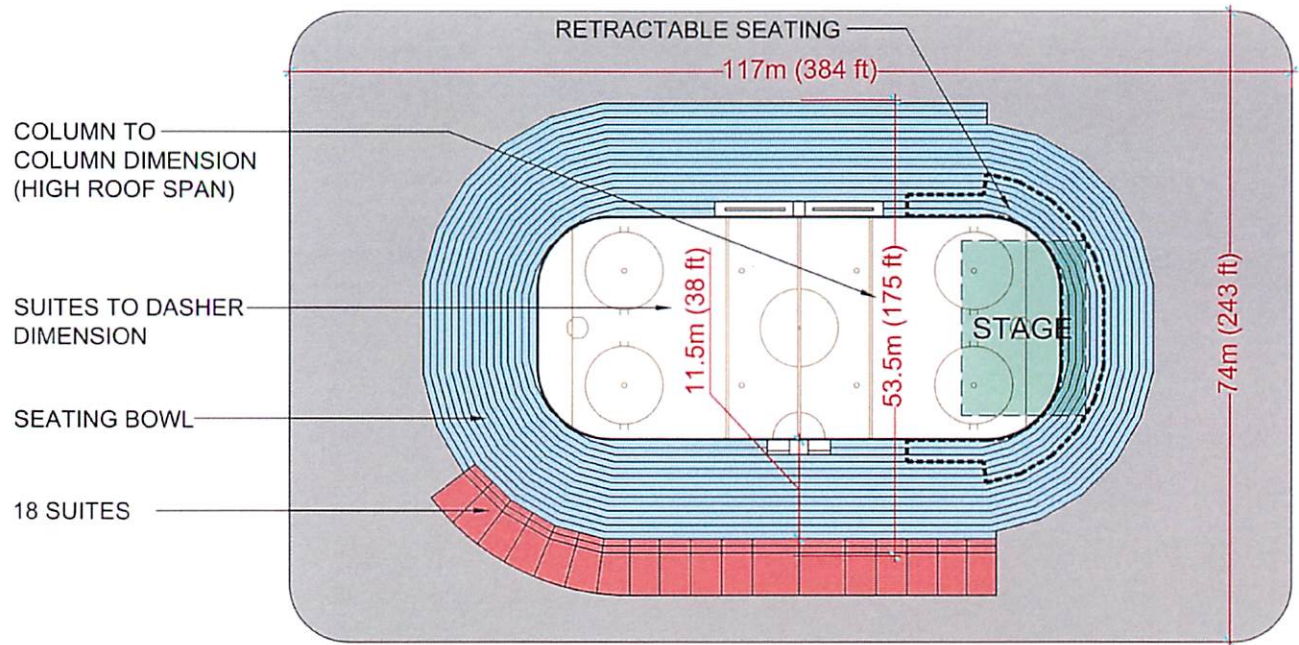 RETRACTABLE SEATING
117m (384 ft)
COLUMN TO
COLUMN DIMENSION
(HIGH ROOF SPAN)
SUITES TO DASHER
DIMENSION
11.5m (38 ft)
53.5m (175 ft)
STAGE
74m (243 ft)
SEATING BOWL
18 SUITES